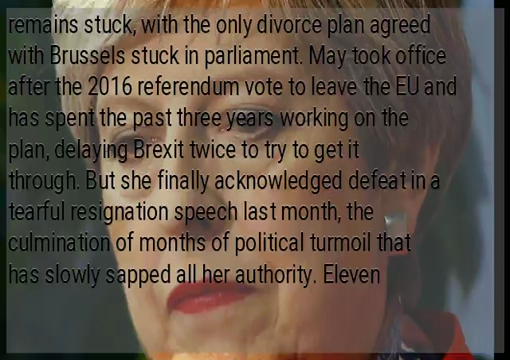 remains stuck, with the only divorce plan agreed
with Brussels stuck in parliament. May took office
after the 2016 referendum vote to leave the EU and
has spent the past three years working on the
plan, delaying Brexit twice to try to get it
through. But she finally acknowledged defeat in a
tearful resignation speech last month, the
culmination of months of political turmoil that
has slowly sapped all her authority. Eleven